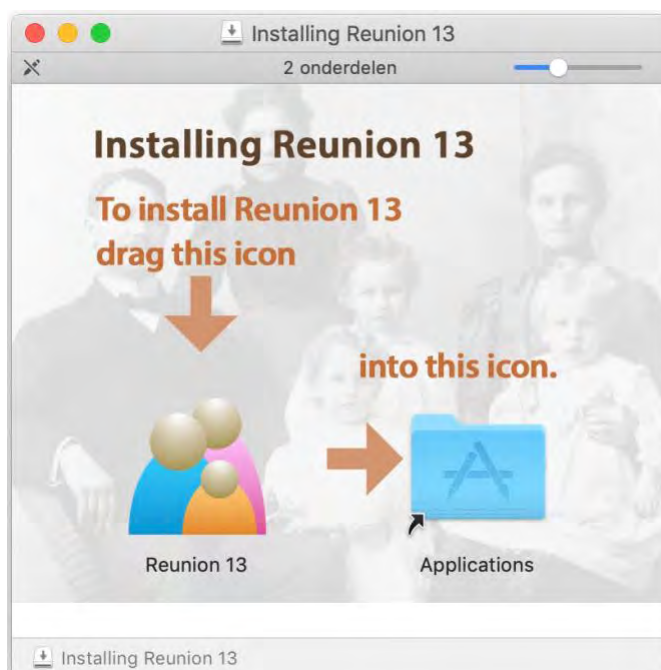 Installing Reunion 13
2 onderdelen
Installing Reunion 13
To install Reunion 13
drag this icon
into this icon.
Reunion 13
Applications
Installing Reunion 13